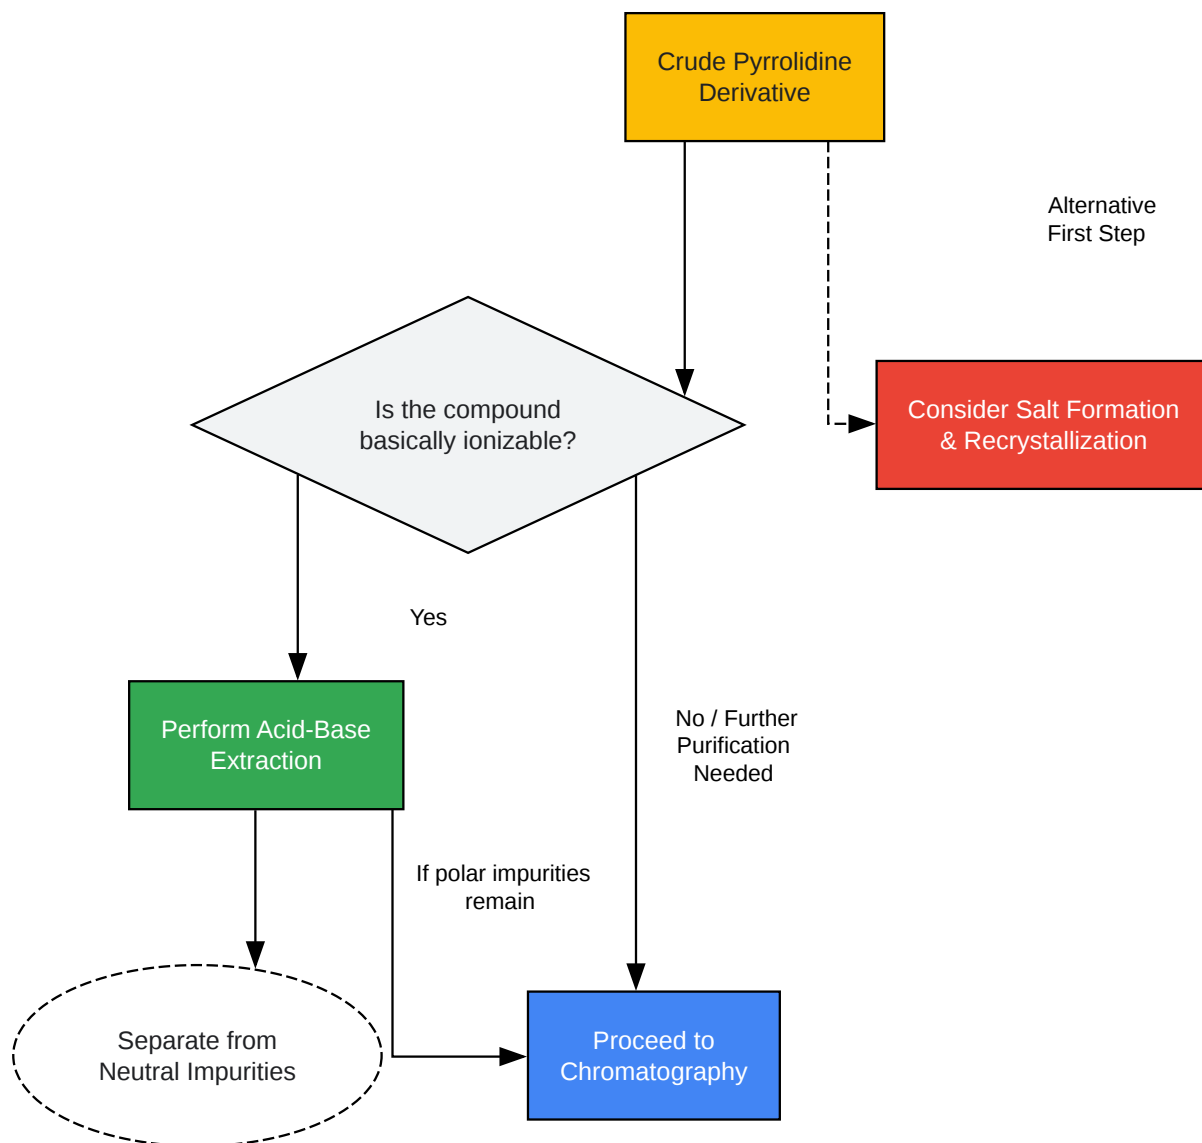 Crude Pyrrolidine
Derivative
Alternative
First Step
Is the compound
basically ionizable?
Consider Salt Formation
& Recrystallization
Yes
Perform Acid-Base
Extraction
No / Further
Purification
Needed
If polar impurities
remain
Separate from
Neutral Impurities
Proceed to
Chromatography